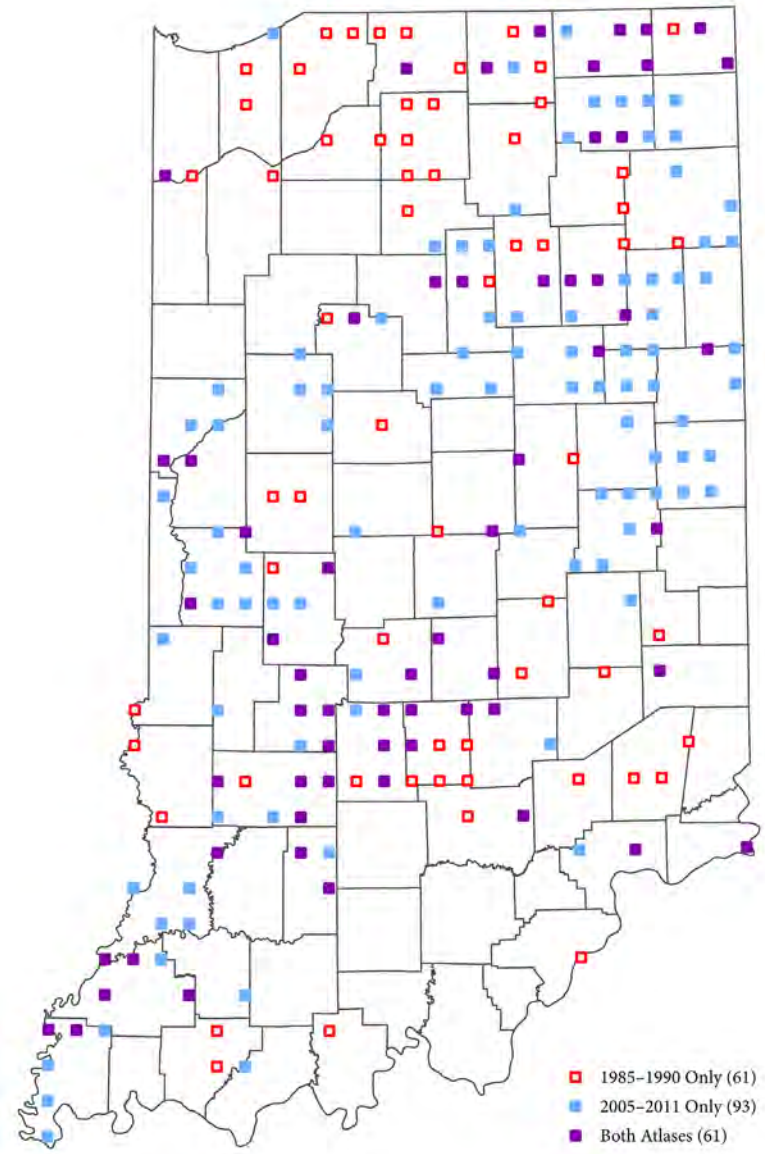 1985–1990 Only (61)
2005–2011 Only (93)
Both Atlases (61)